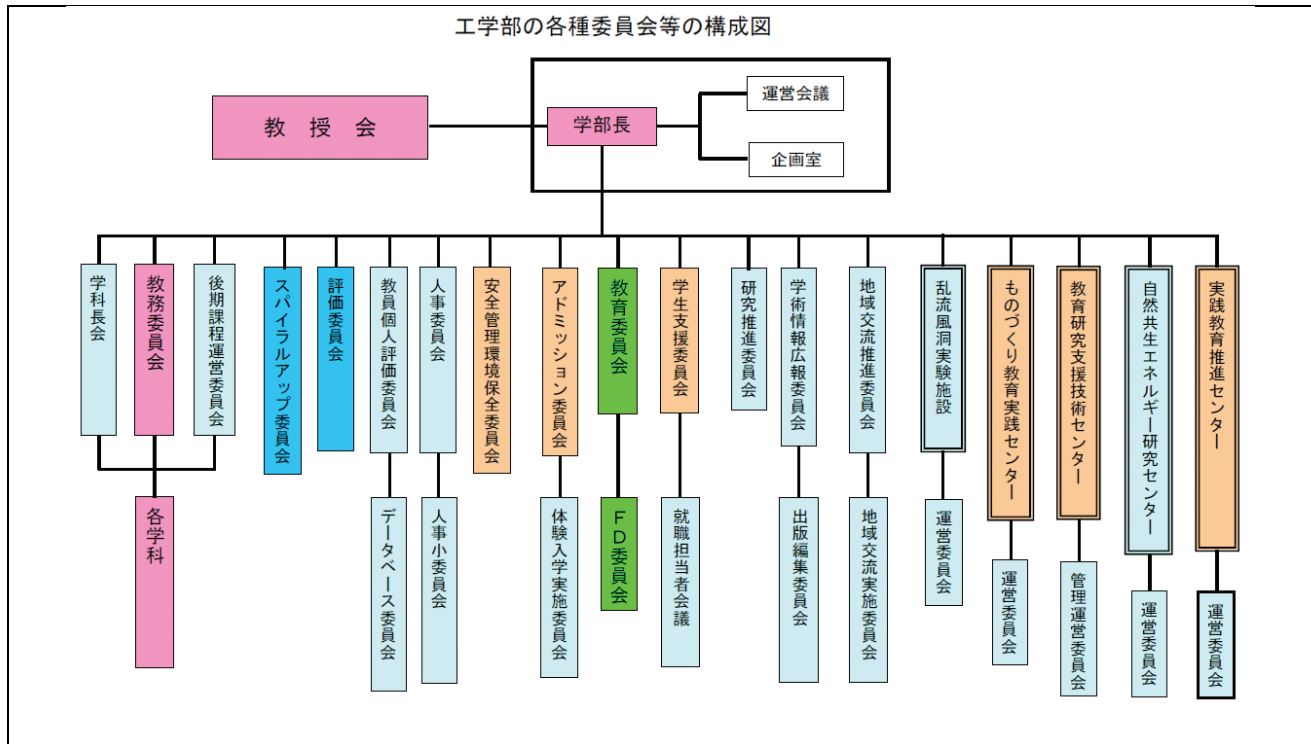 工学部の各種委員会等の構成図
教 授 会
学部長
運営会議
企画室
学科長会
教務委員会
後期課程運営委員会
スパイラルアップ委員会
評価委員会
教員個人評価委員会
人事委員会
安全管理環境保全委員会
アドミッション委員会
教育委員会
学生支援委員会
研究推進委員会
学術情報広報委員会
地域交流推進委員会
乱流風洞実験施設
ものづくり教育実践センター
教育研究支援技術センター
自然共生エネルギー研究センター
実践教育推進センター
各学科
データベース委員会
人事小委員会
体験入学実施委員会
FD委員会
就職担当者会議
出版編集委員会
地域交流実施委員会
運営委員会
運営委員会
管理運営委員会
運営委員会
運営委員会